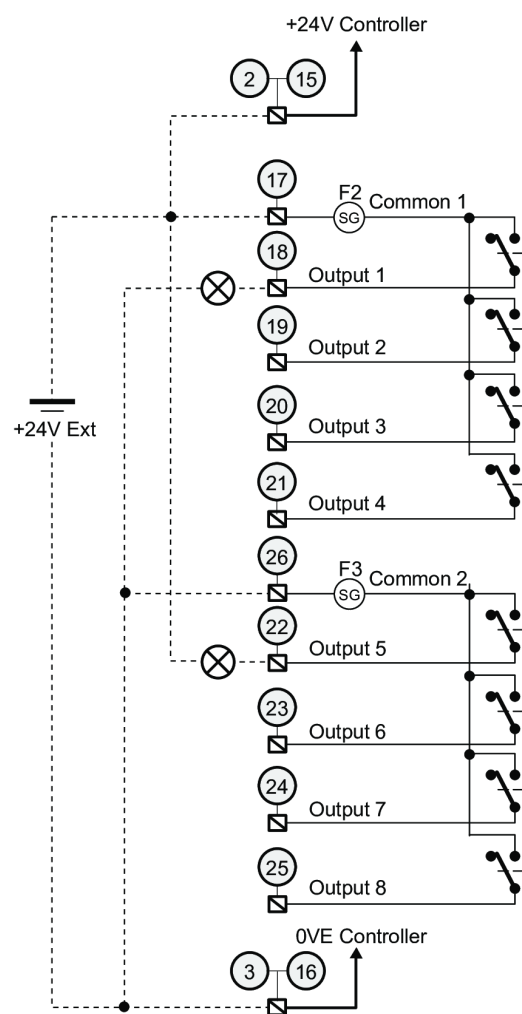 +24V Controller
2 15
17
F2
SG
Common 1
18
Output 1
19
Output 2
20
Output 3
+24V Ext
21
Output 4
26
F3
SG
Common 2
22
Output 5
23
Output 6
24
Output 7
25
Output 8
0VE Controller
3 16